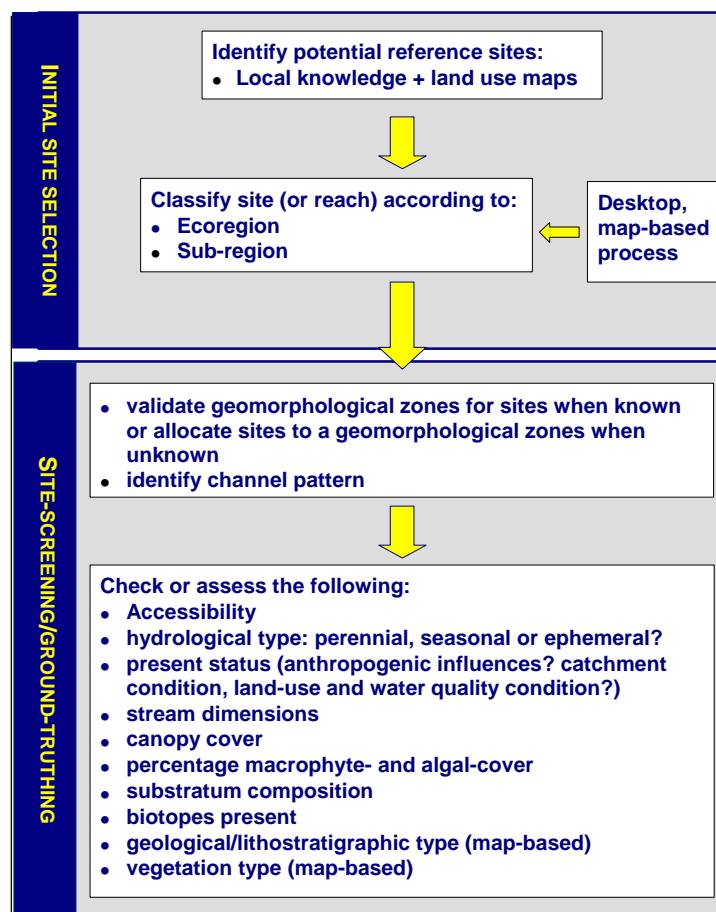 INITIAL SITE SELECTION
Identify potential reference sites:
• Local knowledge + land use maps
Classify site (or reach) according to:
• Ecoregion
• Sub-region
Desktop,
map-based
process
SITE-SCREENING/GROUND-TRUTHING
• validate geomorphological zones for sites when known
or allocate sites to a geomorphological zones when
unknown
• identify channel pattern
Check or assess the following:
• Accessibility
• hydrological type: perennial, seasonal or ephemeral?
• present status (anthropogenic influences? catchment
condition, land-use and water quality condition?)
• stream dimensions
• canopy cover
• percentage macrophyte- and algal-cover
• substratum composition
• biotopes present
• geological/lithostratigraphic type (map-based)
• vegetation type (map-based)